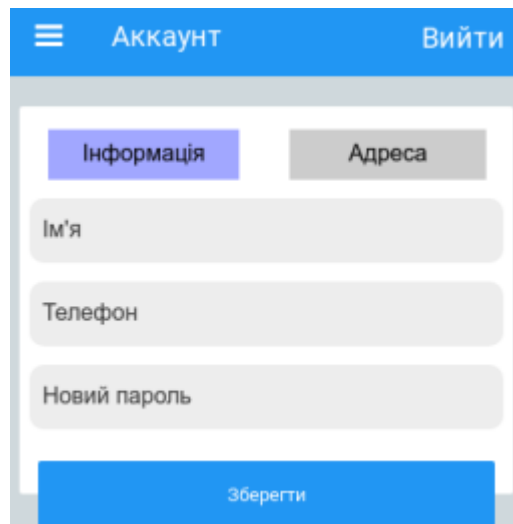 Аккаунт Вийти
Інформація Адреса
Ім'я
Телефон
Новий пароль
Зберегти